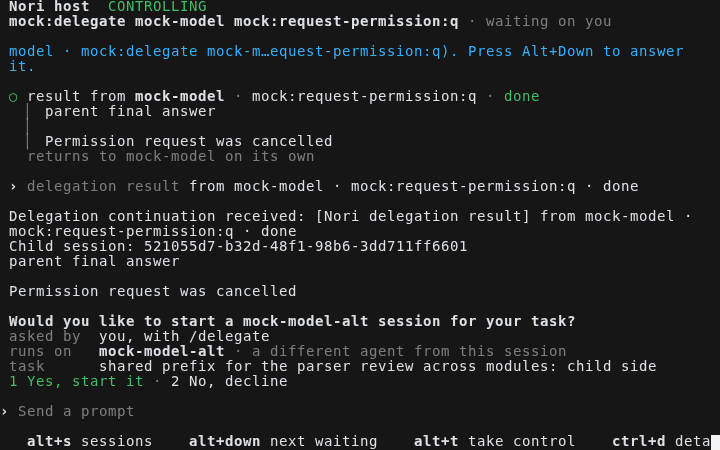 Nori host  CONTROLLING
mock:delegate mock-model mock:request-permission:q · waiting on you
model · mock:delegate mock-m…equest-permission:q). Press Alt+Down to answer
it.
○ result from mock-model · mock:request-permission:q · done
parent final answer
Permission request was cancelled
returns to mock-model on its own
› delegation result from mock-model · mock:request-permission:q · done
Delegation continuation received: [Nori delegation result] from mock-model ·
mock:request-permission:q · done
Child session: 521055d7-b32d-48f1-98b6-3dd711ff6601
parent final answer
Permission request was cancelled
Would you like to start a mock-model-alt session for your task?
asked by  you, with /delegate
runs on   mock-model-alt · a different agent from this session
task      shared prefix for the parser review across modules: child side
1 Yes, start it · 2 No, decline
› Send a prompt
alt+s sessions    alt+down next waiting    alt+t take control    ctrl+d deta